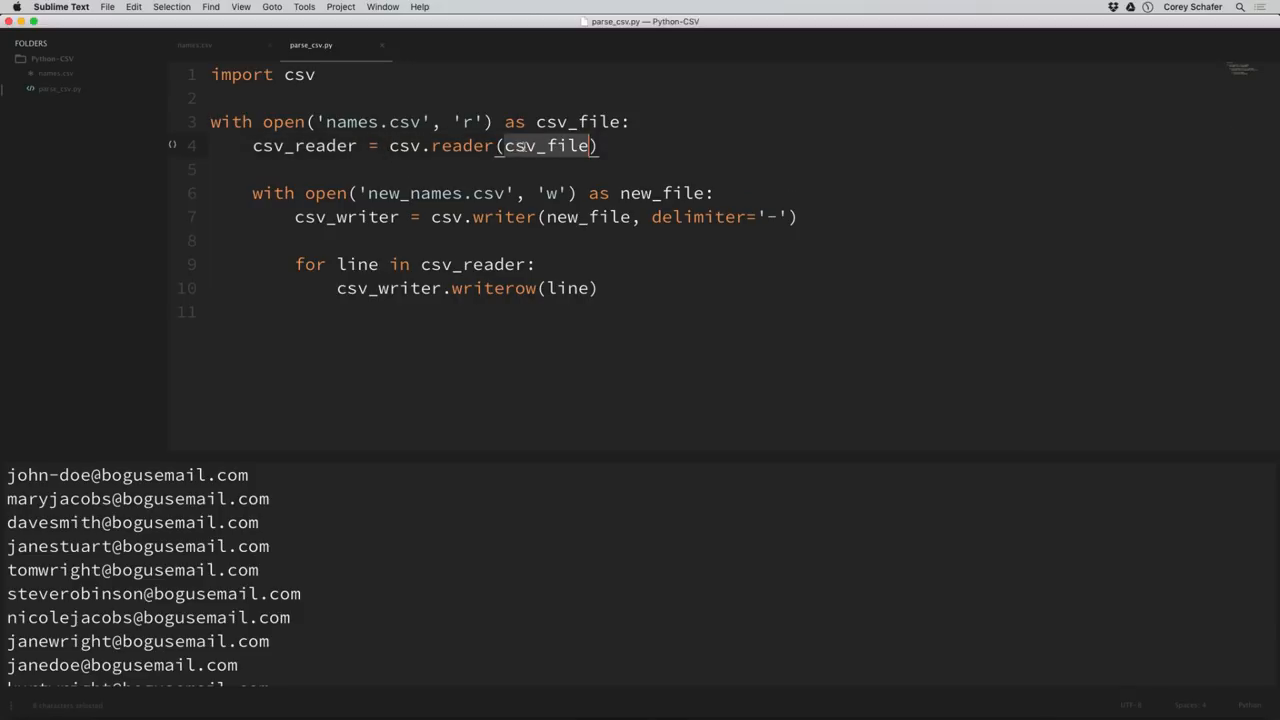 Sublime Text File Edit Selection Find View Goto Tools Project Window Help Corey Schafer
parse_csv.py — Python-CSV
FOLDERS
Python-CSV
names.csv
parse_csv.py
names.csv parse_csv.py
1 import csv
2
3 with open('names.csv', 'r') as csv_file:
4 csv_reader = csv.reader(csv_file)
5
6 with open('new_names.csv', 'w') as new_file:
7 csv_writer = csv.writer(new_file, delimiter='-')
8
9 for line in csv_reader:
10 csv_writer.writerow(line)
11
john-doe@bogusemail.com
maryjacobs@bogusemail.com
davesmith@bogusemail.com
janestuart@bogusemail.com
tomwright@bogusemail.com
steverobinson@bogusemail.com
nicolejacobs@bogusemail.com
janewright@bogusemail.com
janedoe@bogusemail.com
8 characters selected UTF-8 Spaces: 4 Python